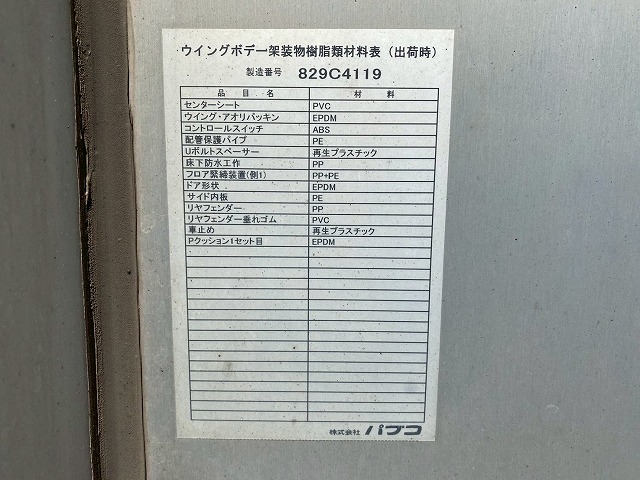 ウイングボデー架装物樹脂類材料表（出荷時）
製造番号 829C4119
品目名 材料
センターシート PVC
ウイング・アオリパッキン EPDM
コントロールスイッチ ABS
配管保護パイプ PE
Uボルトスペーサー 再生プラスチック
床下防水工作 PP
フロア緊締装置(側1) PP+PE
ドア形状 EPDM
サイド内板 PE
リヤフェンダー PP
リヤフェンダー垂れゴム PVC
車止め 再生プラスチック
Pクッション1セット目 EPDM
株式会社 パブコ